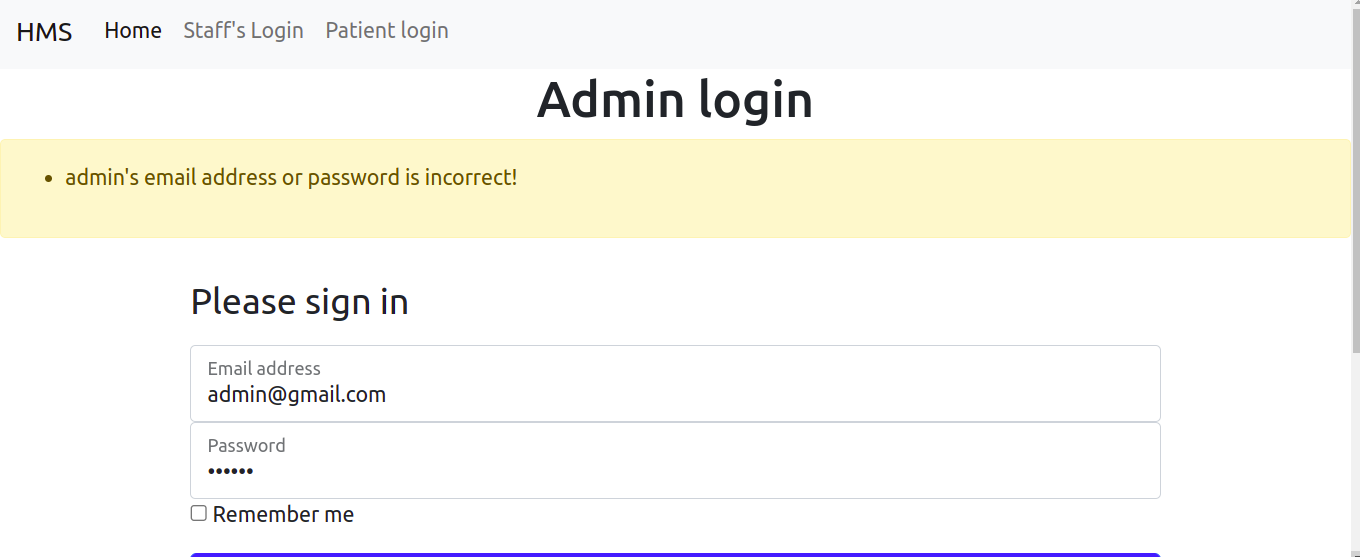 HMS Home Staff's Login Patient login
Admin login
admin's email address or password is incorrect!
Please sign in
Email address
admin@gmail.com
Password
••••••
Remember me